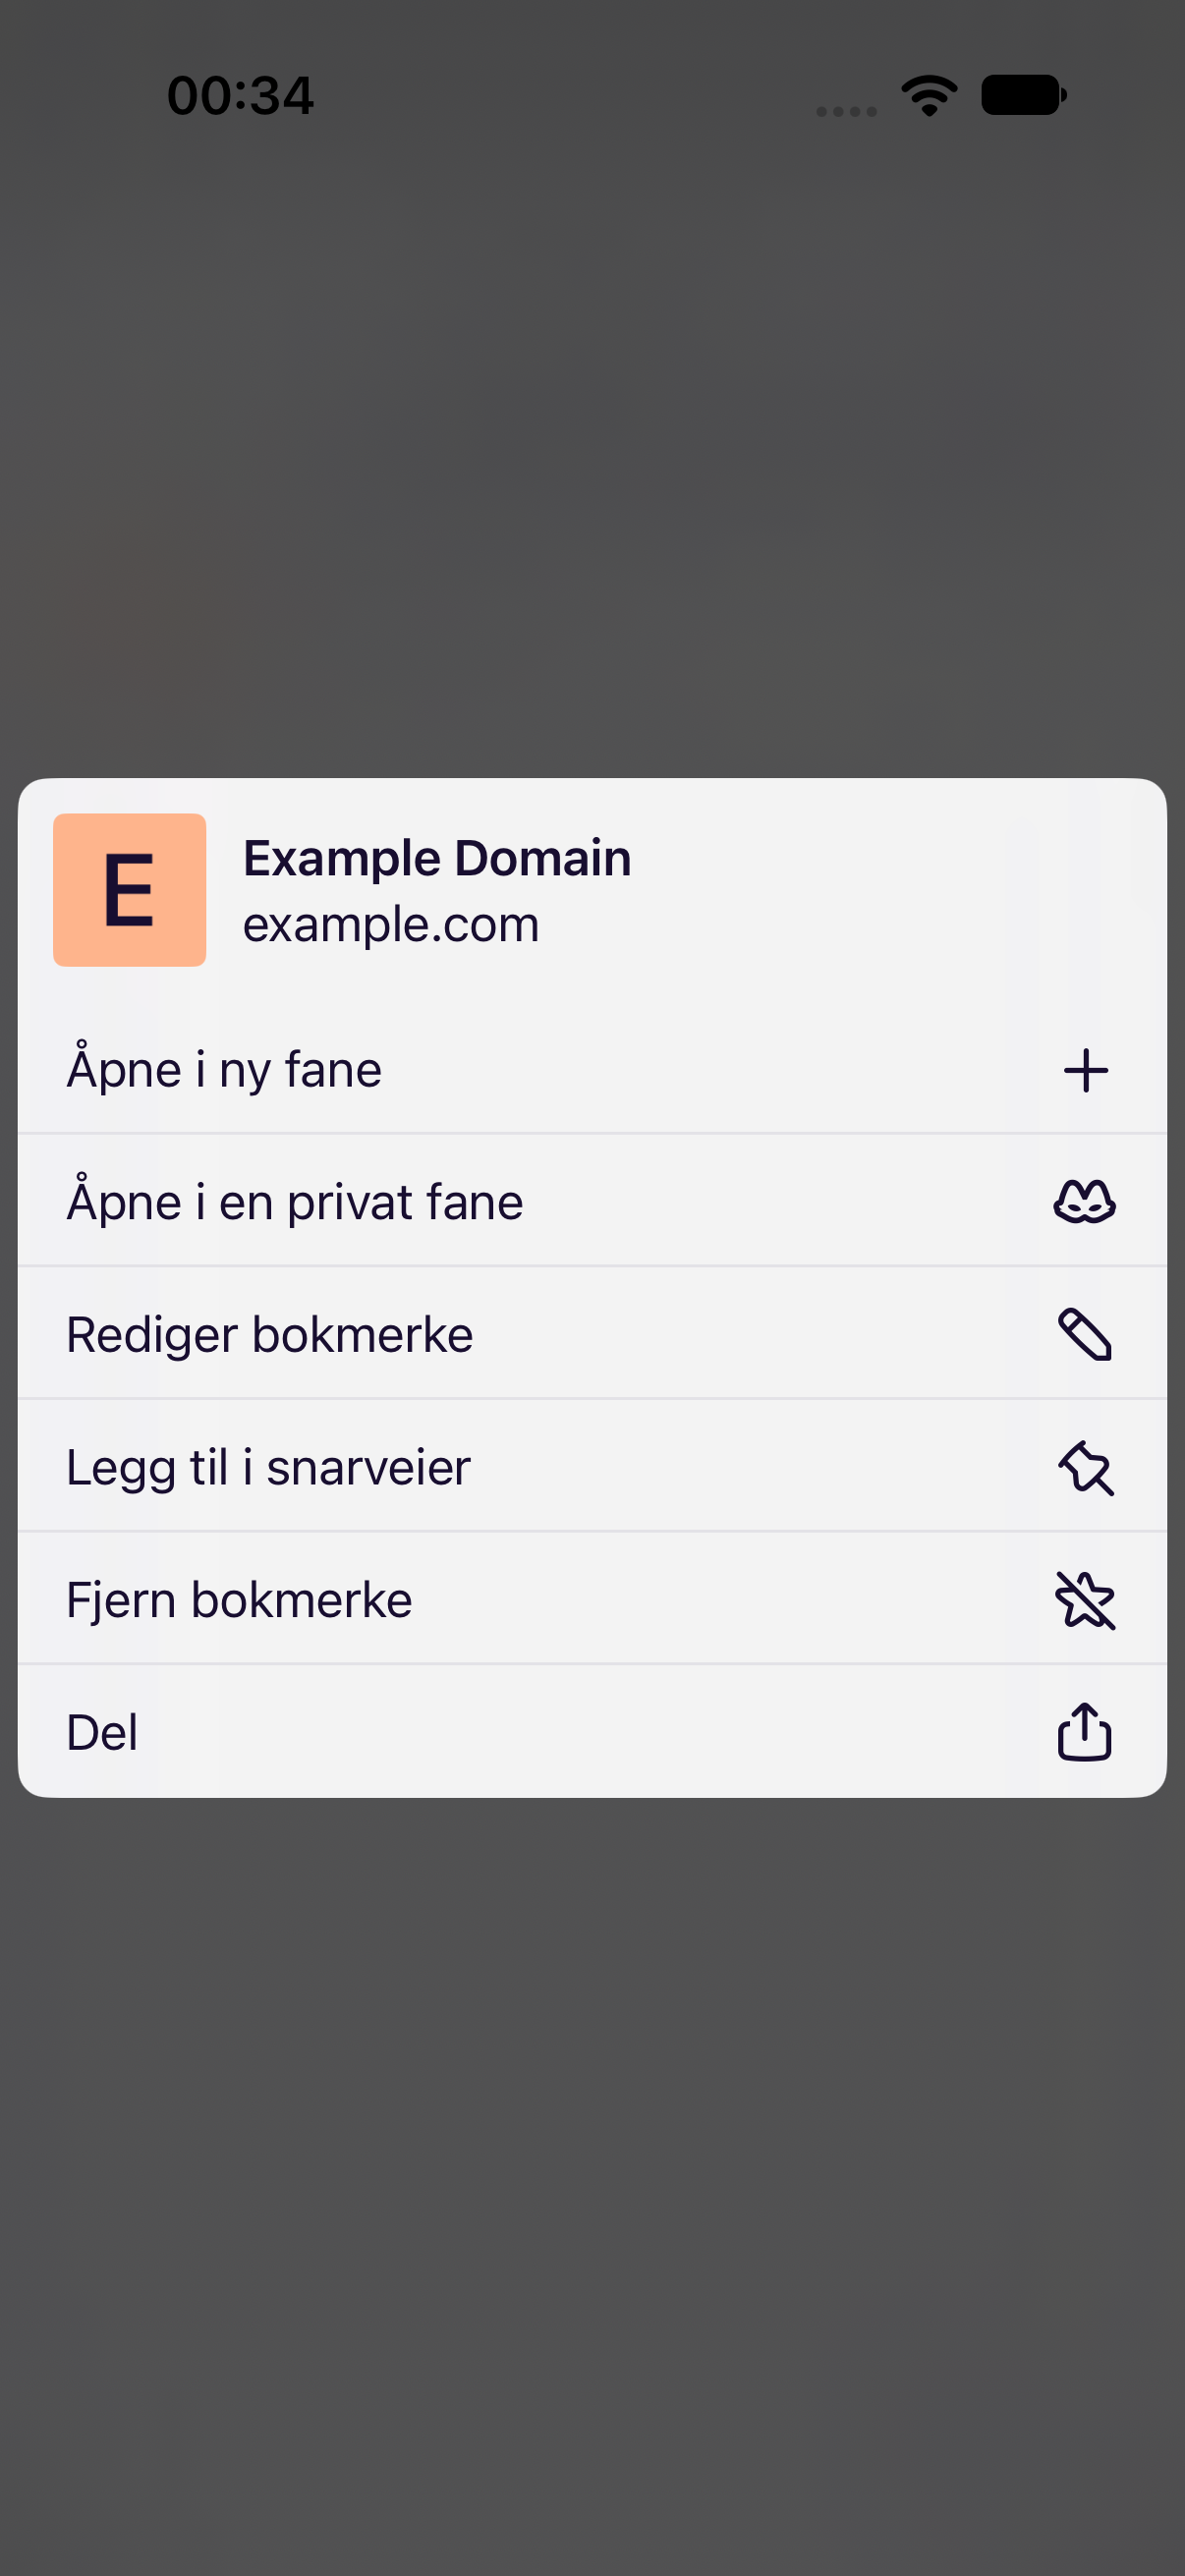 00:34
E
Example Domain
example.com
Åpne i ny fane
Åpne i en privat fane
Rediger bokmerke
Legg til i snarveier
Fjern bokmerke
Del